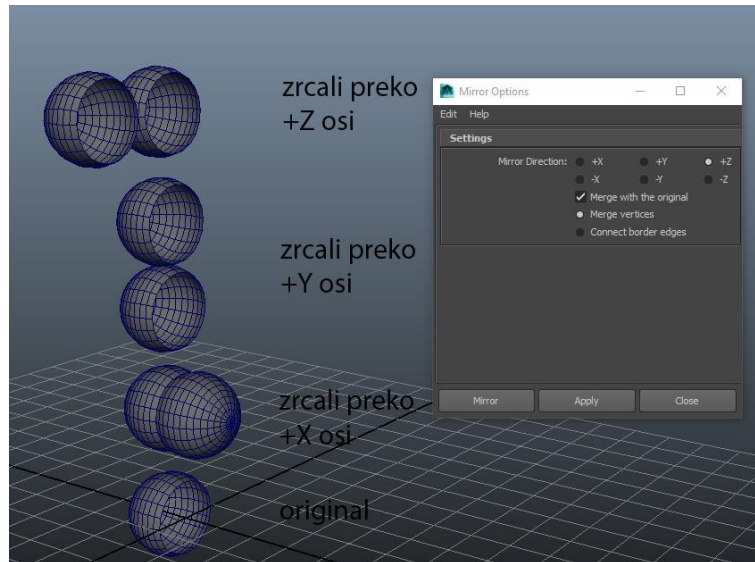 zrcali preko
+Z osi
zrcali preko
+Y osi
zrcali preko
+X osi
original
Mirror Options
Edit Help
Settings
Mirror Direction: +X +Y +Z
-X -Y -Z
Merge with the original
Merge vertices
Connect border edges
Mirror Apply Close